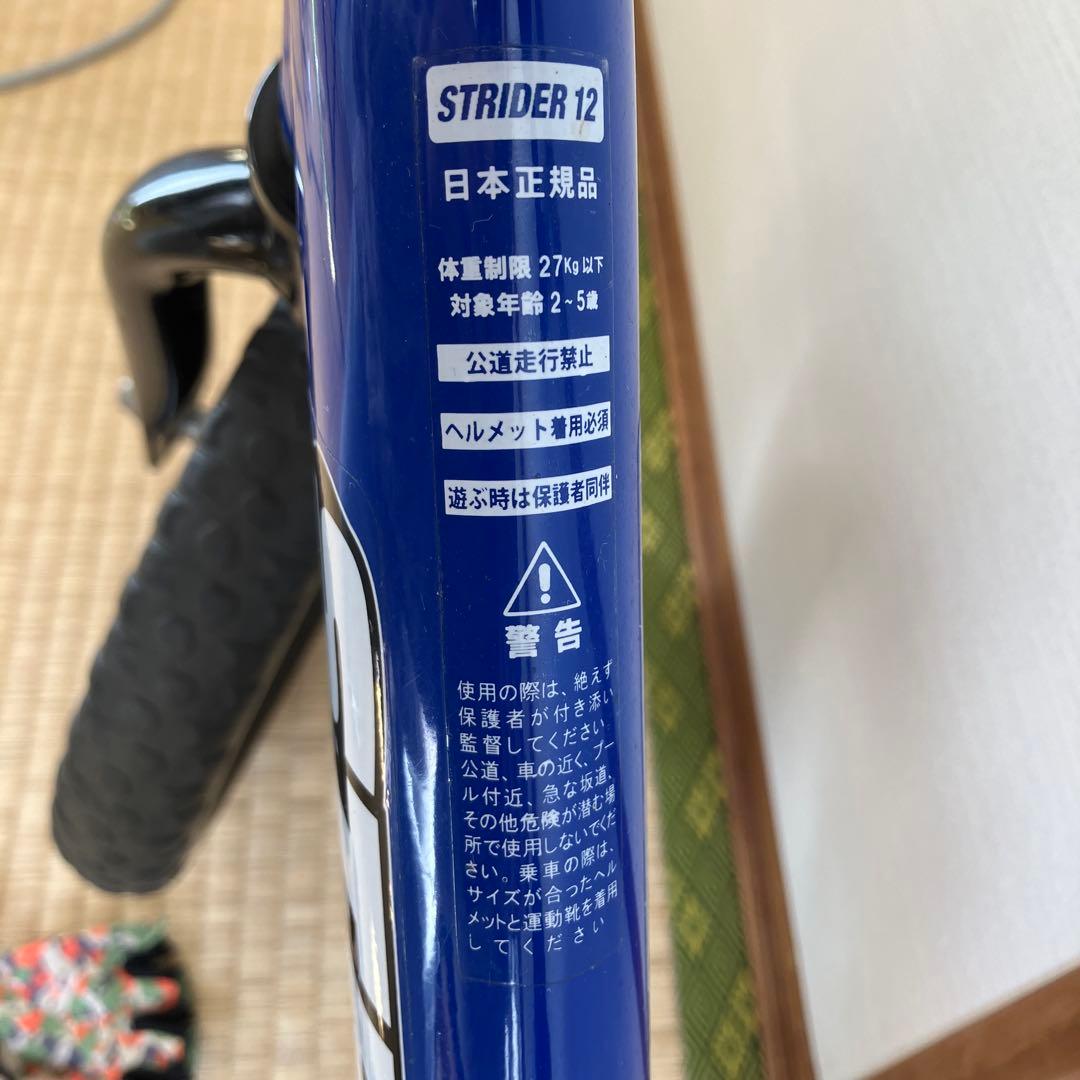 STRIDER 12
日本正規品
体重制限 27Kg 以下
対象年齢 2~5歳
公道走行禁止
ヘルメット着用必須
遊ぶ時は保護者同伴
警告
使用の際は、絶えず
保護者が付き添い
監督してください。
公道、車の近く、プー
ル付近、急な坂道、
その他危険が潜む場
所で使用しないでくだ
さい。乗車の際は、
サイズが合ったヘル
メットと運動靴を着用
してください